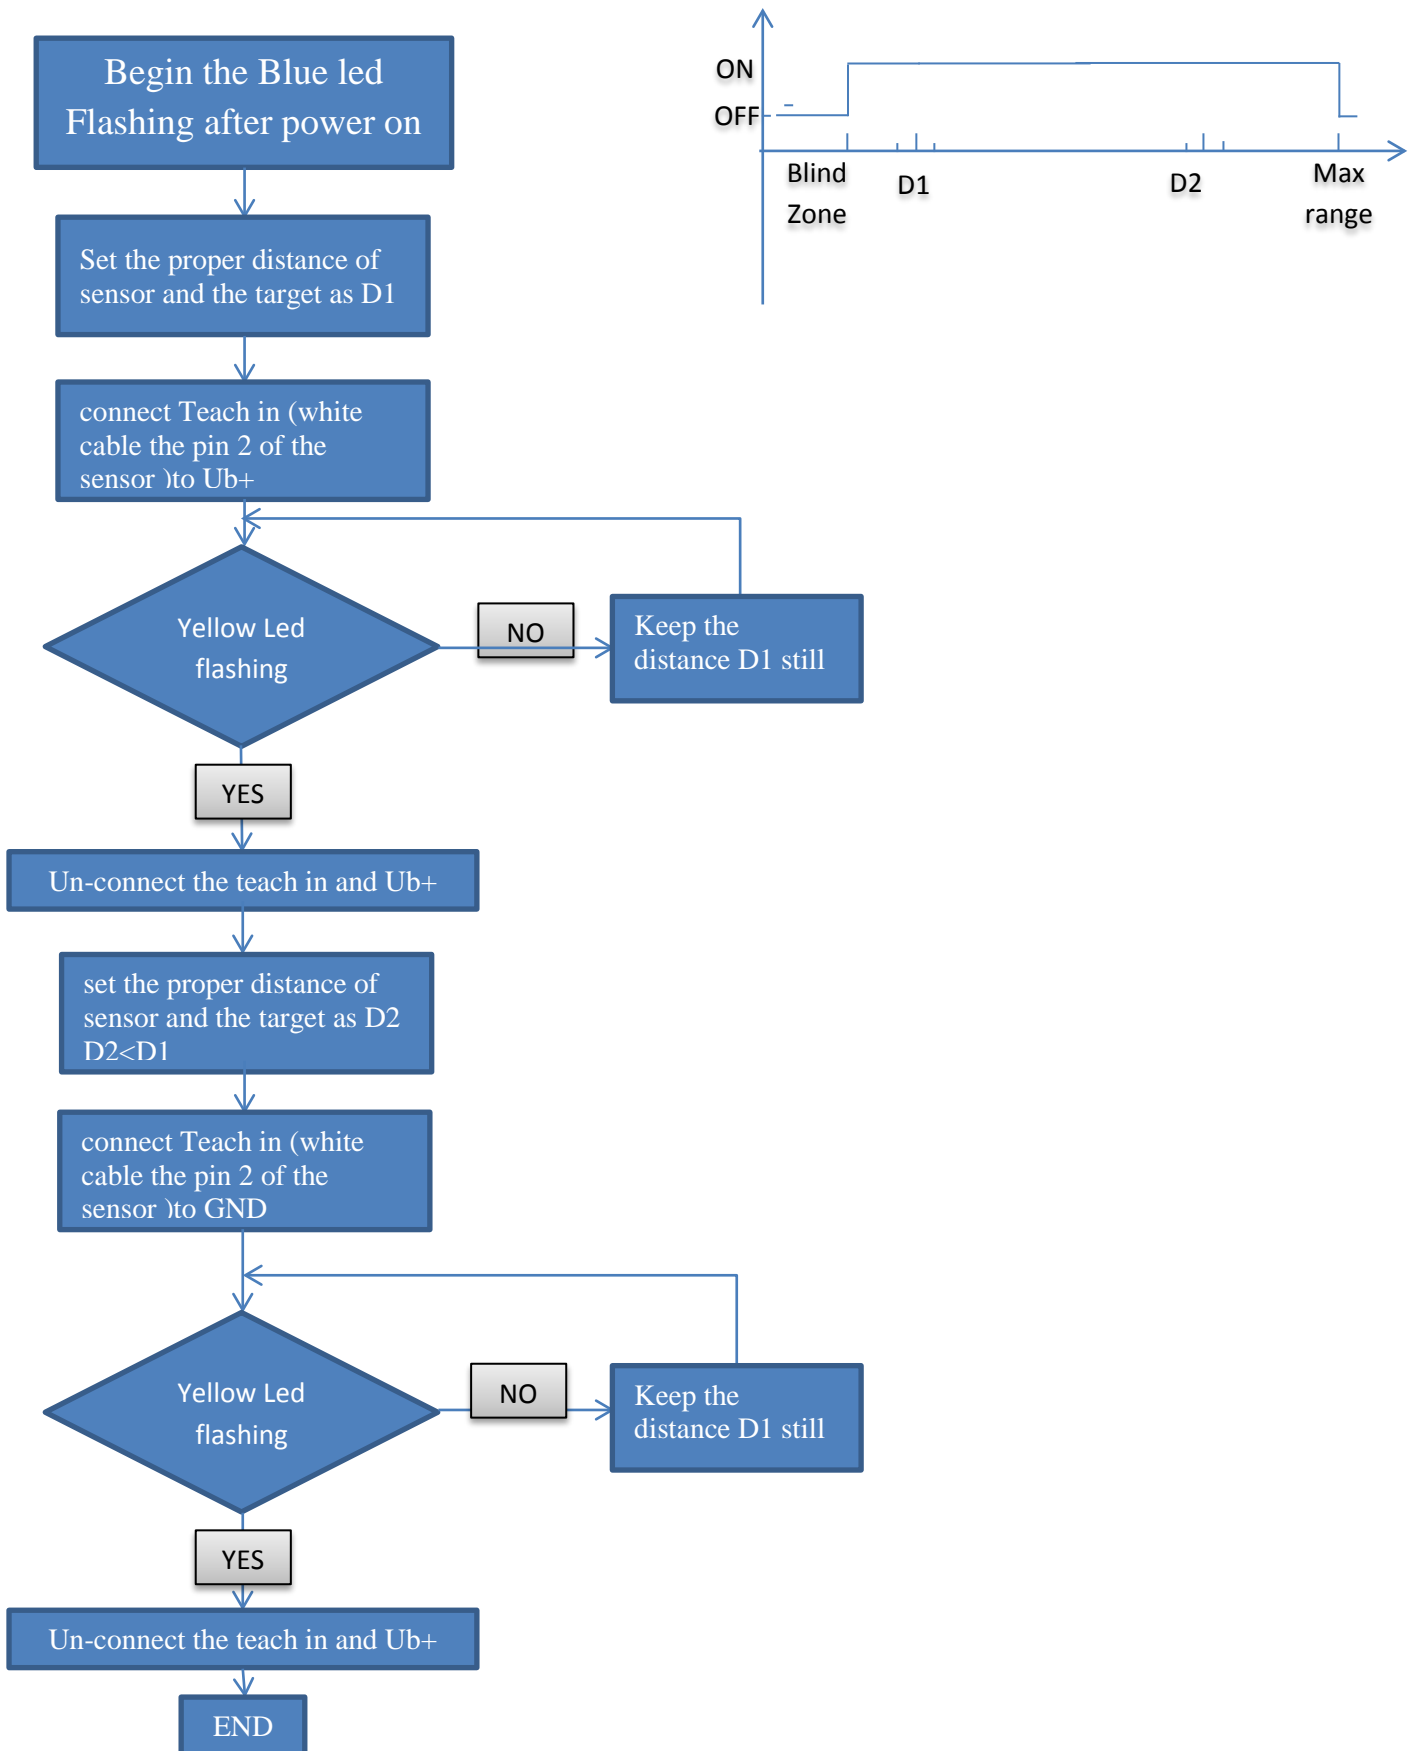 Begin the Blue led
Flashing after power on
Set the proper distance of
sensor and the target as D1
connect Teach in (white
cable the pin 2 of the
sensor )to Ub+
Yellow Led
flashing
NO
Keep the
distance D1 still
YES
Un-connect the teach in and Ub+
set the proper distance of
sensor and the target as D2
D2<D1
connect Teach in (white
cable the pin 2 of the
sensor )to GND
Yellow Led
flashing
NO
Keep the
distance D1 still
YES
Un-connect the teach in and Ub+
END
ON
OFF
Blind
Zone
D1
D2
Max
range